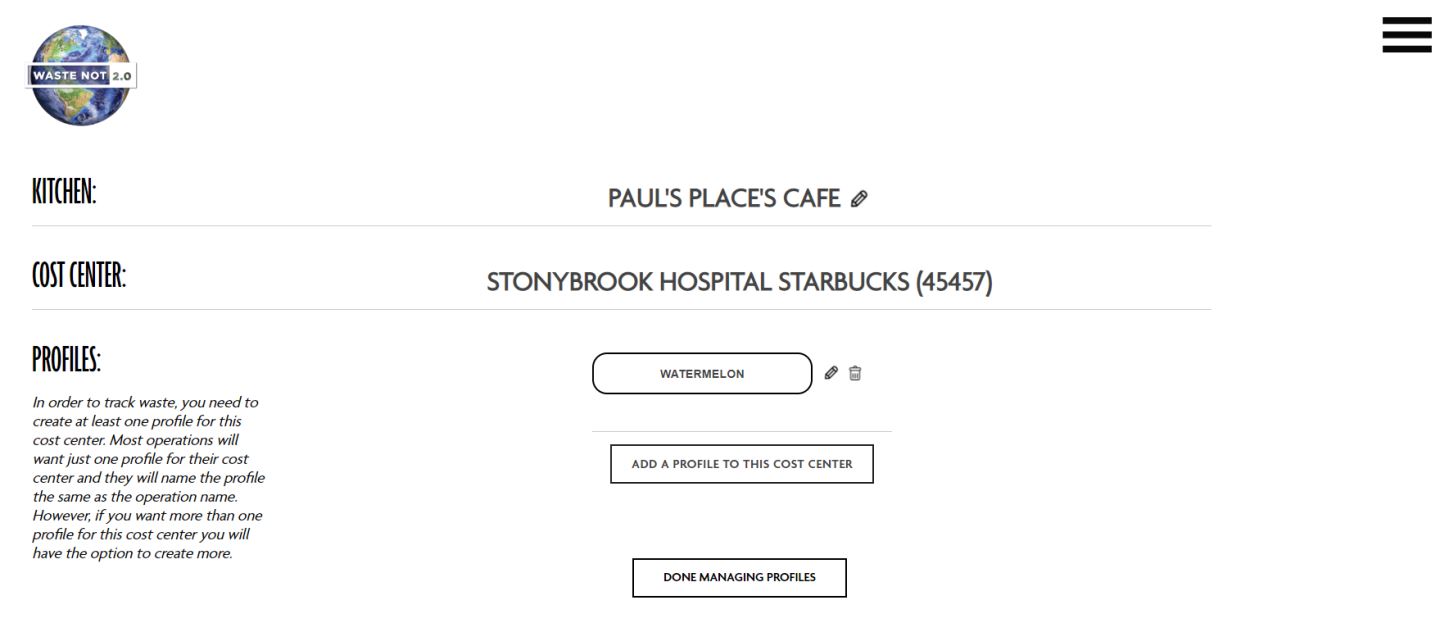 WASTE NOT 2.0
KITCHEN:
PAUL'S PLACE'S CAFE
COST CENTER:
STONYBROOK HOSPITAL STARBUCKS (45457)
PROFILES:
WATERMELON
In order to track waste, you need to
create at least one profile for this
cost center. Most operations will
want just one profile for their cost
center and they will name the profile
the same as the operation name.
However, if you want more than one
profile for this cost center you will
have the option to create more.
ADD A PROFILE TO THIS COST CENTER
DONE MANAGING PROFILES